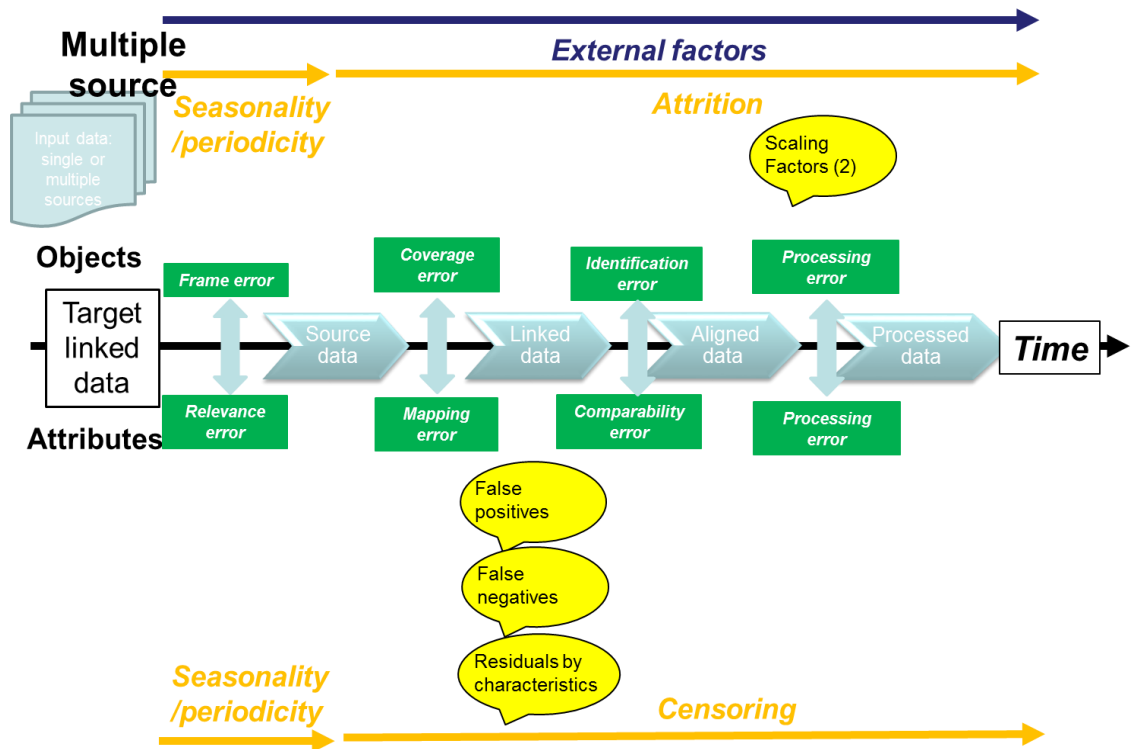 Multiple
source
External factors
Seasonality
/periodicity
Attrition
Input data:
single or
multiple
sources
Scaling
Factors (2)
Objects
Frame error
Coverage
error
Identification
error
Processing
error
Target
linked
data
Source
data
Linked
data
Aligned
data
Processed
data
Time
Attributes
Relevance
error
Mapping
error
Comparability
error
Processing
error
False
positives
False
negatives
Residuals by
characteristics
Seasonality
/periodicity
Censoring